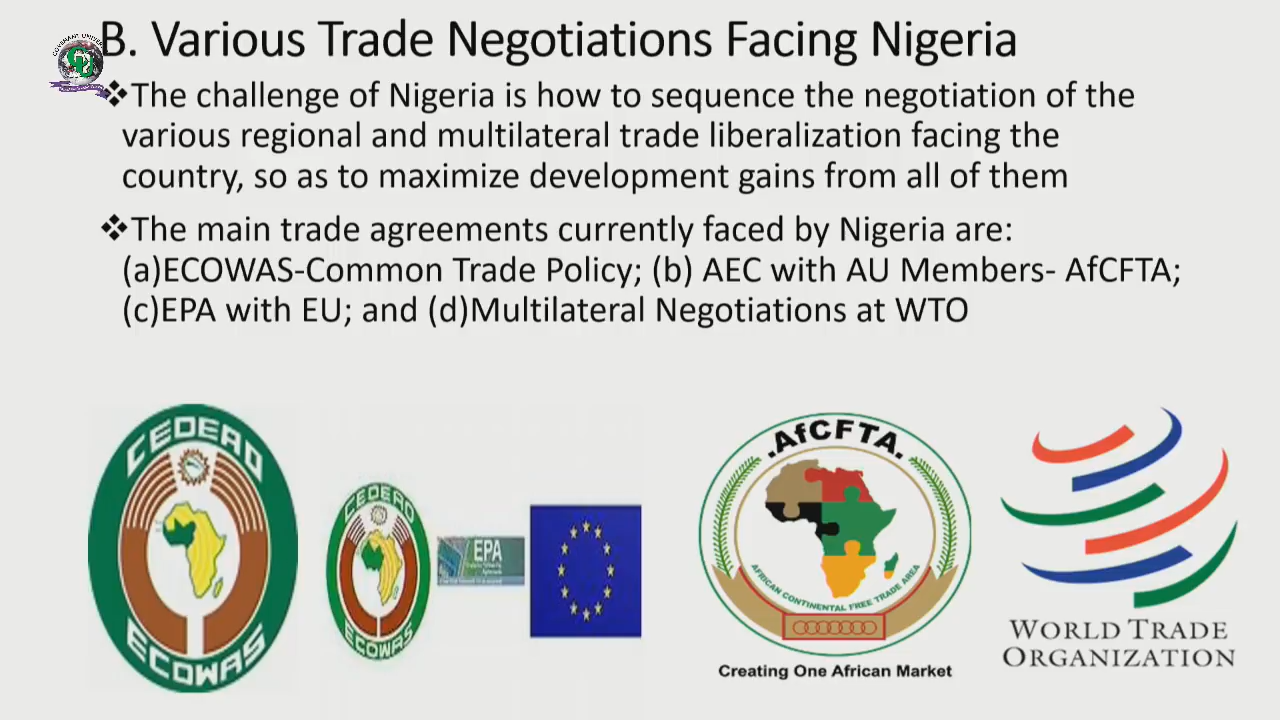 B. Various Trade Negotiations Facing Nigeria
❖The challenge of Nigeria is how to sequence the negotiation of the
various regional and multilateral trade liberalization facing the
country, so as to maximize development gains from all of them
❖The main trade agreements currently faced by Nigeria are:
(a)ECOWAS-Common Trade Policy; (b) AEC with AU Members- AfCFTA;
(c)EPA with EU; and (d)Multilateral Negotiations at WTO
CEDEAO
ECOWAS
CEDEAO
ECOWAS
EPA
.AfCFTA.
AFRICAN CONTINENTAL FREE TRADE AREA
Creating One African Market
WORLD TRADE
ORGANIZATION